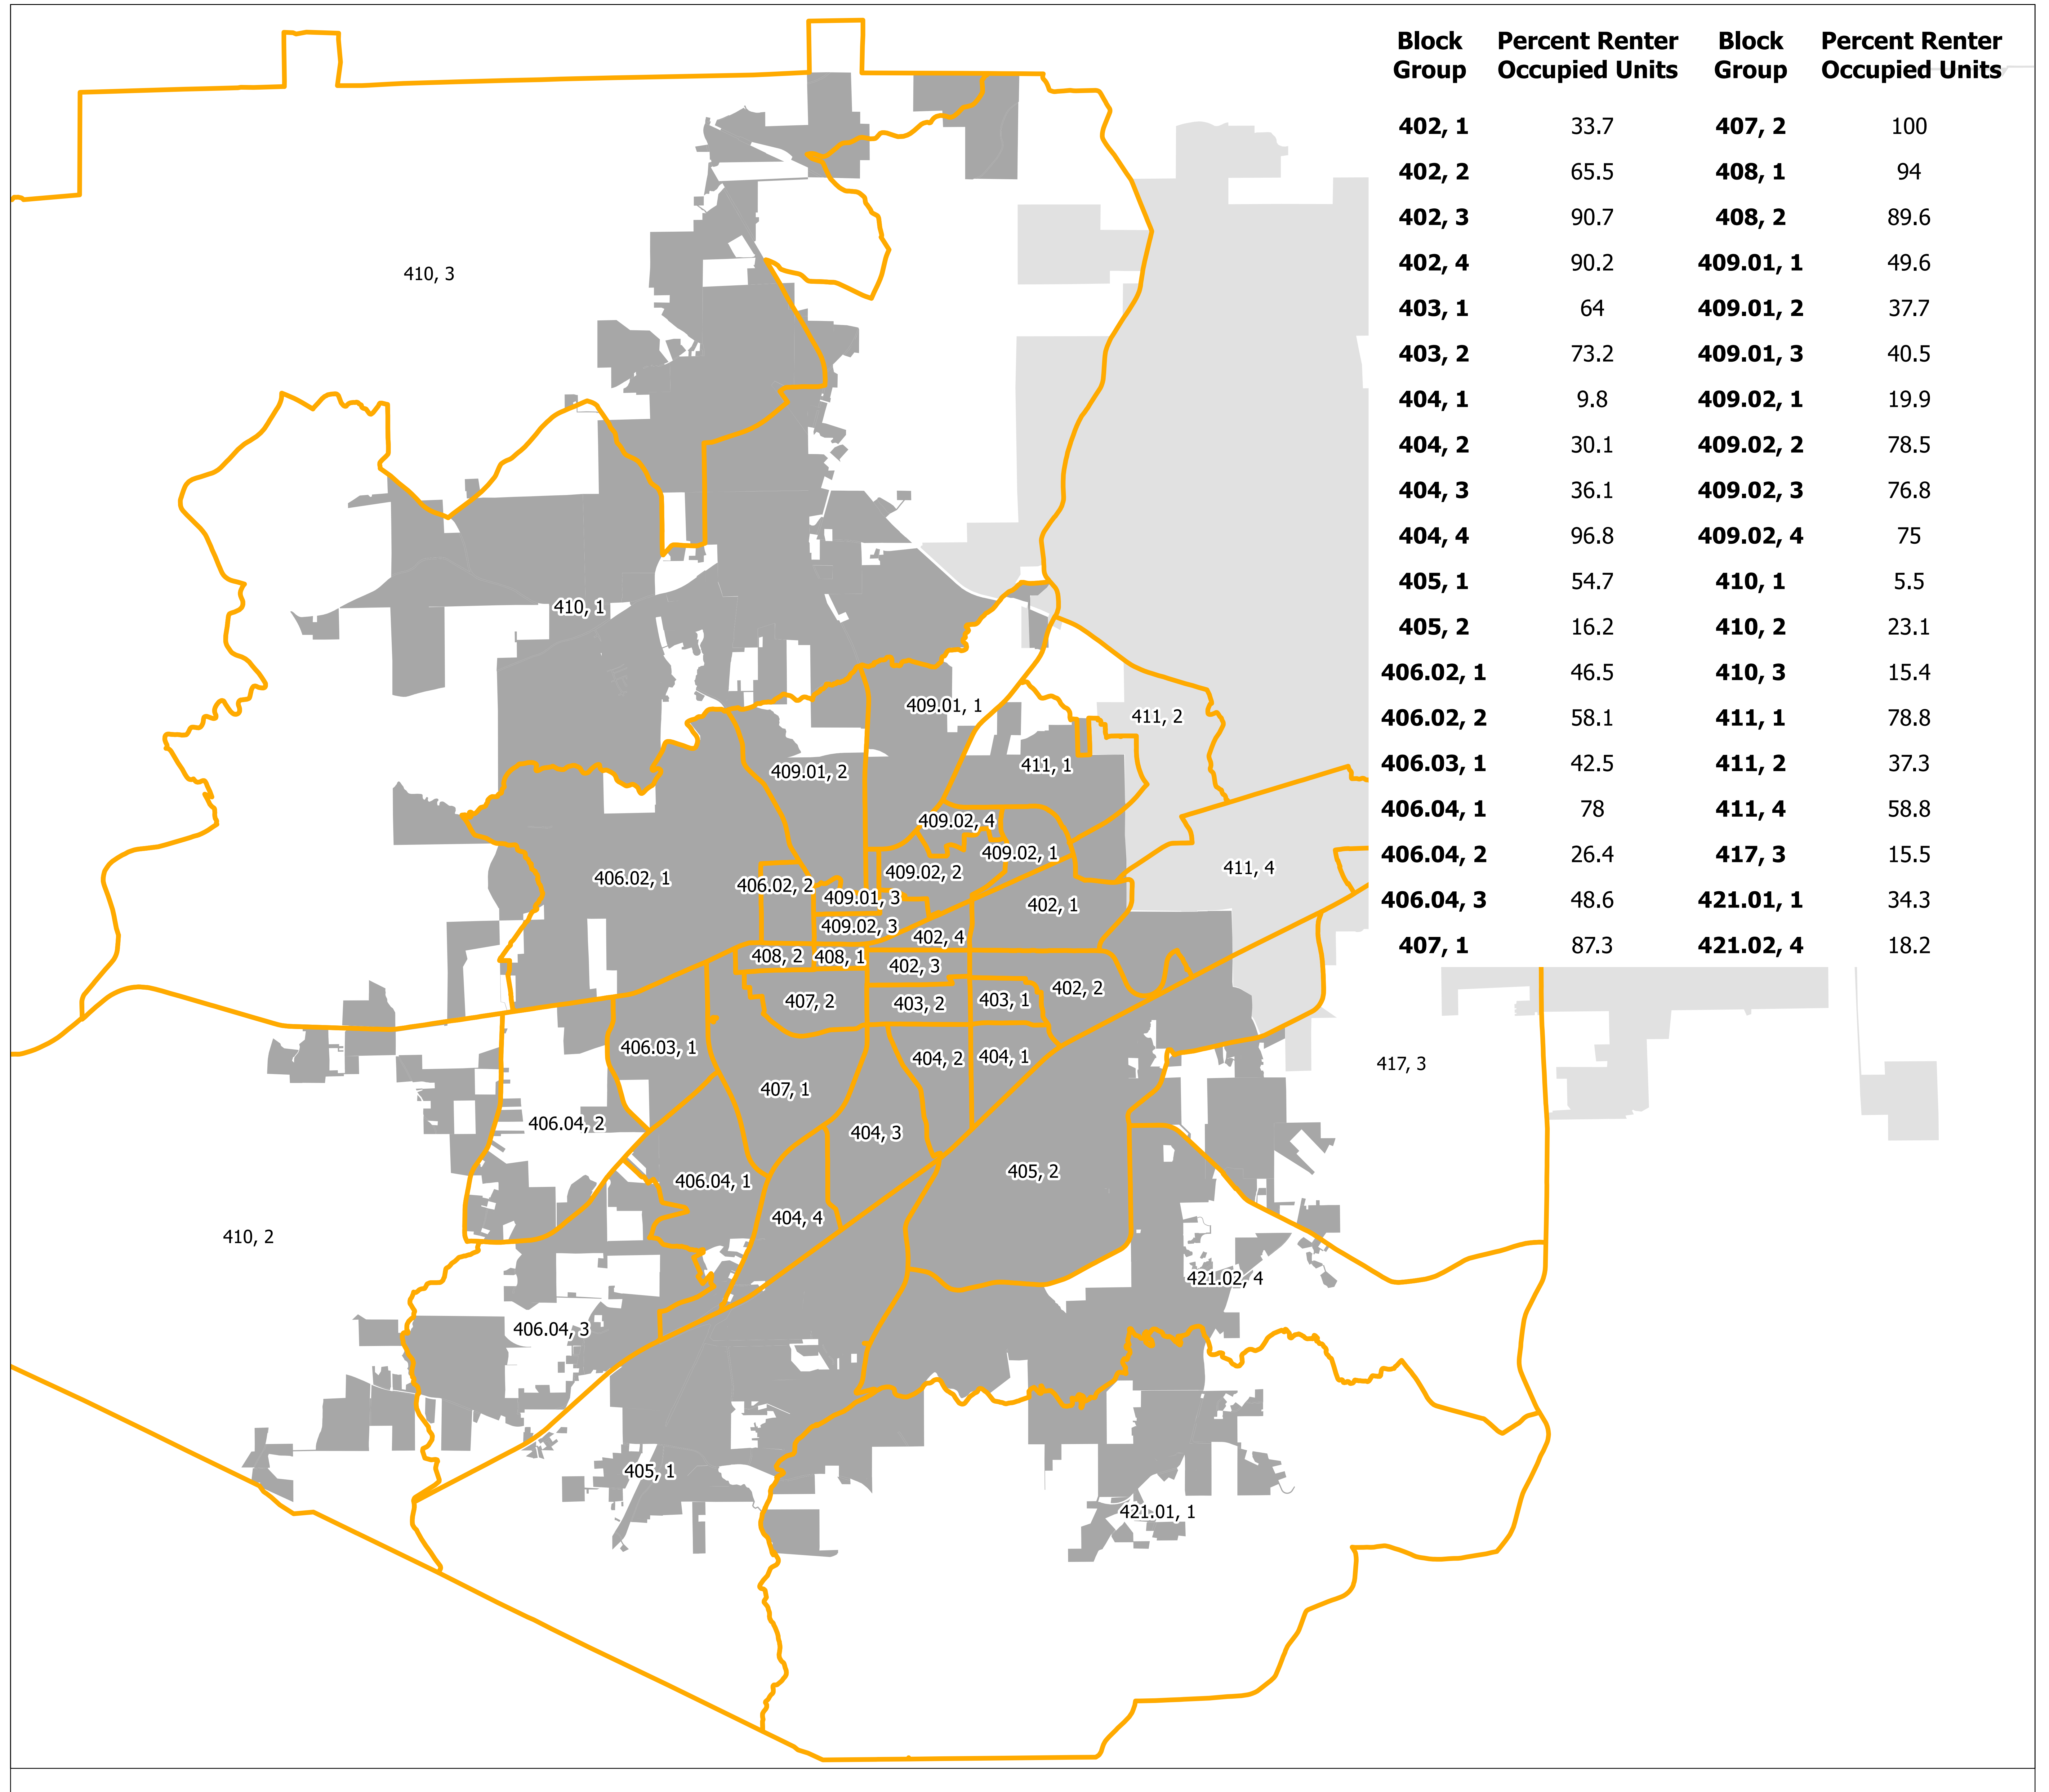 Block Group Percent Renter Occupied Units Block Group Percent Renter Occupied Units
402, 1 33.7 407, 2 100
402, 2 65.5 408, 1 94
402, 3 90.7 408, 2 89.6
402, 4 90.2 409.01, 1 49.6
403, 1 64 409.01, 2 37.7
403, 2 73.2 409.01, 3 40.5
404, 1 9.8 409.02, 1 19.9
404, 2 30.1 409.02, 2 78.5
404, 3 36.1 409.02, 3 76.8
404, 4 96.8 409.02, 4 75
405, 1 54.7 410, 1 5.5
405, 2 16.2 410, 2 23.1
406.02, 1 46.5 410, 3 15.4
406.02, 2 58.1 411, 1 78.8
406.03, 1 42.5 411, 2 37.3
406.04, 1 78 411, 4 58.8
406.04, 2 26.4 417, 3 15.5
406.04, 3 48.6 421.01, 1 34.3
407, 1 87.3 421.02, 4 18.2
410, 3
410, 1
409.01, 1
411, 2
409.01, 2
411, 1
409.02, 4
409.02, 1
411, 4
409.02, 2
406.02, 1
406.02, 2
409.01, 3
402, 1
409.02, 3
402, 4
408, 2
408, 1
402, 3
402, 2
407, 2
403, 2
403, 1
406.03, 1
404, 2
404, 1
417, 3
407, 1
406.04, 2
404, 3
405, 2
406.04, 1
404, 4
410, 2
421.02, 4
406.04, 3
405, 1
421.01, 1